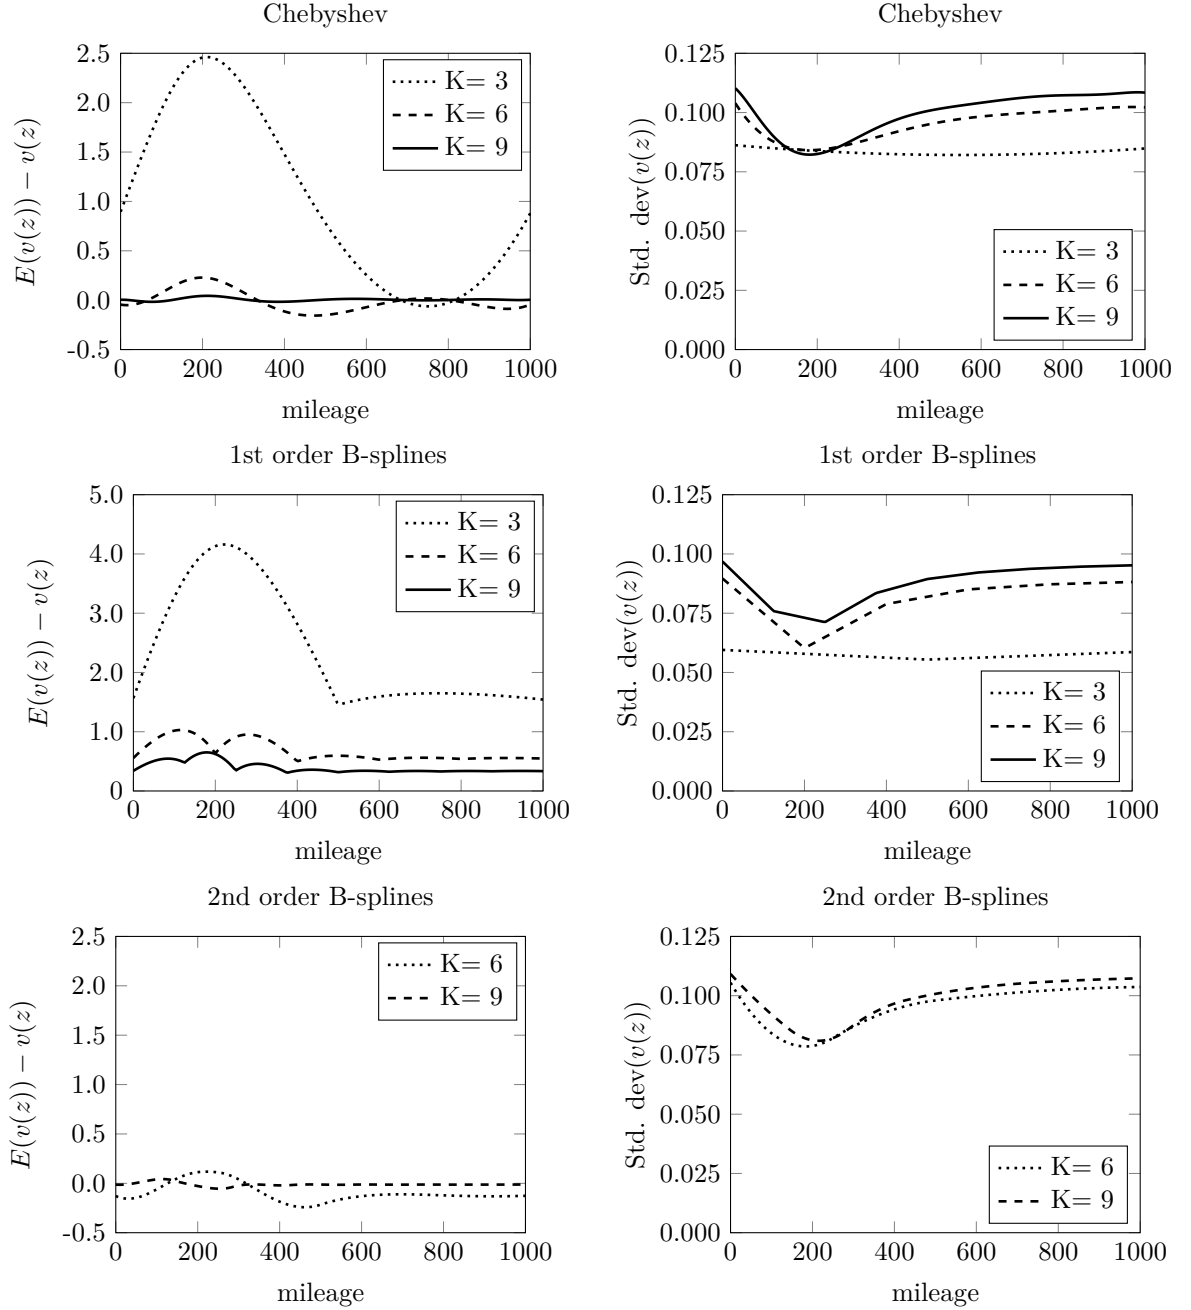 Chebyshev
E(v(z)) − v(z)
2.5
2.0
1.5
1.0
0.5
0.0
-0.5
K= 3
K= 6
K= 9
0 200 400 600 800 1000
mileage
Chebyshev
Std. dev(v(z))
0.125
0.100
0.075
0.050
0.025
0.000
K= 3
K= 6
K= 9
0 200 400 600 800 1000
mileage
1st order B-splines
E(v(z)) − v(z)
5.0
4.0
3.0
2.0
1.0
0
K= 3
K= 6
K= 9
0 200 400 600 800 1000
mileage
1st order B-splines
Std. dev(v(z))
0.125
0.100
0.075
0.050
0.025
0.000
K= 3
K= 6
K= 9
0 200 400 600 800 1000
mileage
2nd order B-splines
E(v(z)) − v(z)
2.5
2.0
1.5
1.0
0.5
0.0
-0.5
K= 6
K= 9
0 200 400 600 800 1000
mileage
2nd order B-splines
Std. dev(v(z))
0.125
0.100
0.075
0.050
0.025
0.000
K= 6
K= 9
0 200 400 600 800 1000
mileage